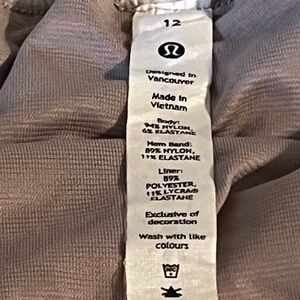 12
Designed in
Vancouver
Made in
Vietnam
Body:
94% NYLON,
6% ELASTANE
Hem Band:
89% NYLON,
11% ELASTANE
Liner:
89%
POLYESTER,
11% LYCRA®
ELASTANE
Exclusive of
decoration
Wash with like
colours